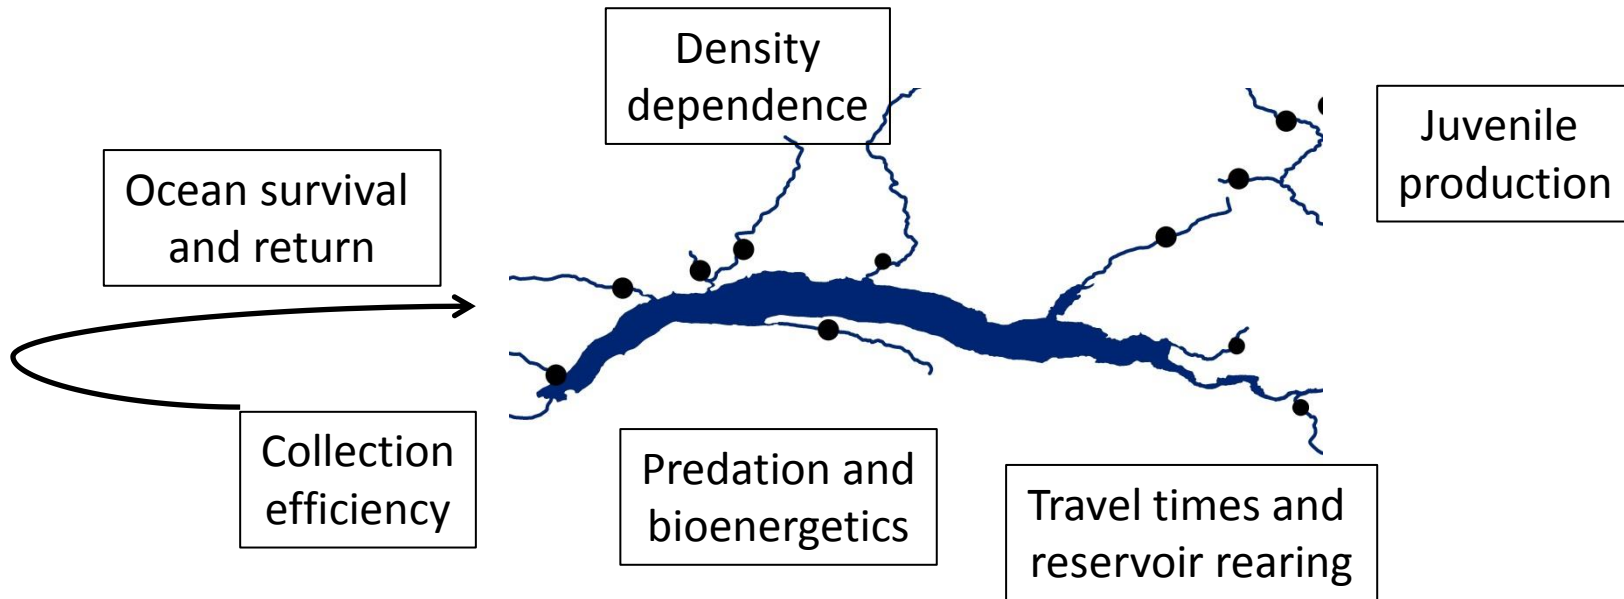 Density
dependence
Juvenile
production
Ocean survival
and return
Collection
efficiency
Predation and
bioenergetics
Travel times and
reservoir rearing